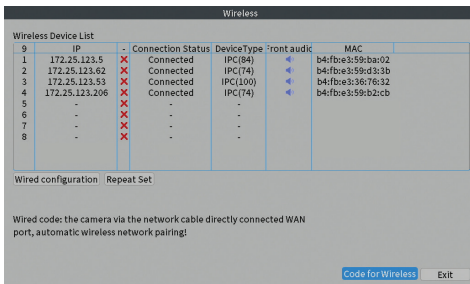 Wireless
Wireless Device List
9 IP - Connection Status DeviceType Front audic MAC
1 172.25.123.5 Connected IPC(84) b4:fb:e3:59:ba:02
2 172.25.123.62 Connected IPC(74) b4:fb:e3:59:d3:3b
3 172.25.123.53 Connected IPC(100) b4:fb:e3:36:76:32
4 172.25.123.206 Connected IPC(74) b4:fb:e3:59:b2:cb
5 - - -
6 - - -
7 - - -
8 - - -
Wired configuration Repeat Set
Wired code: the camera via the network cable directly connected WAN
port, automatic wireless network pairing!
Code for Wireless Exit